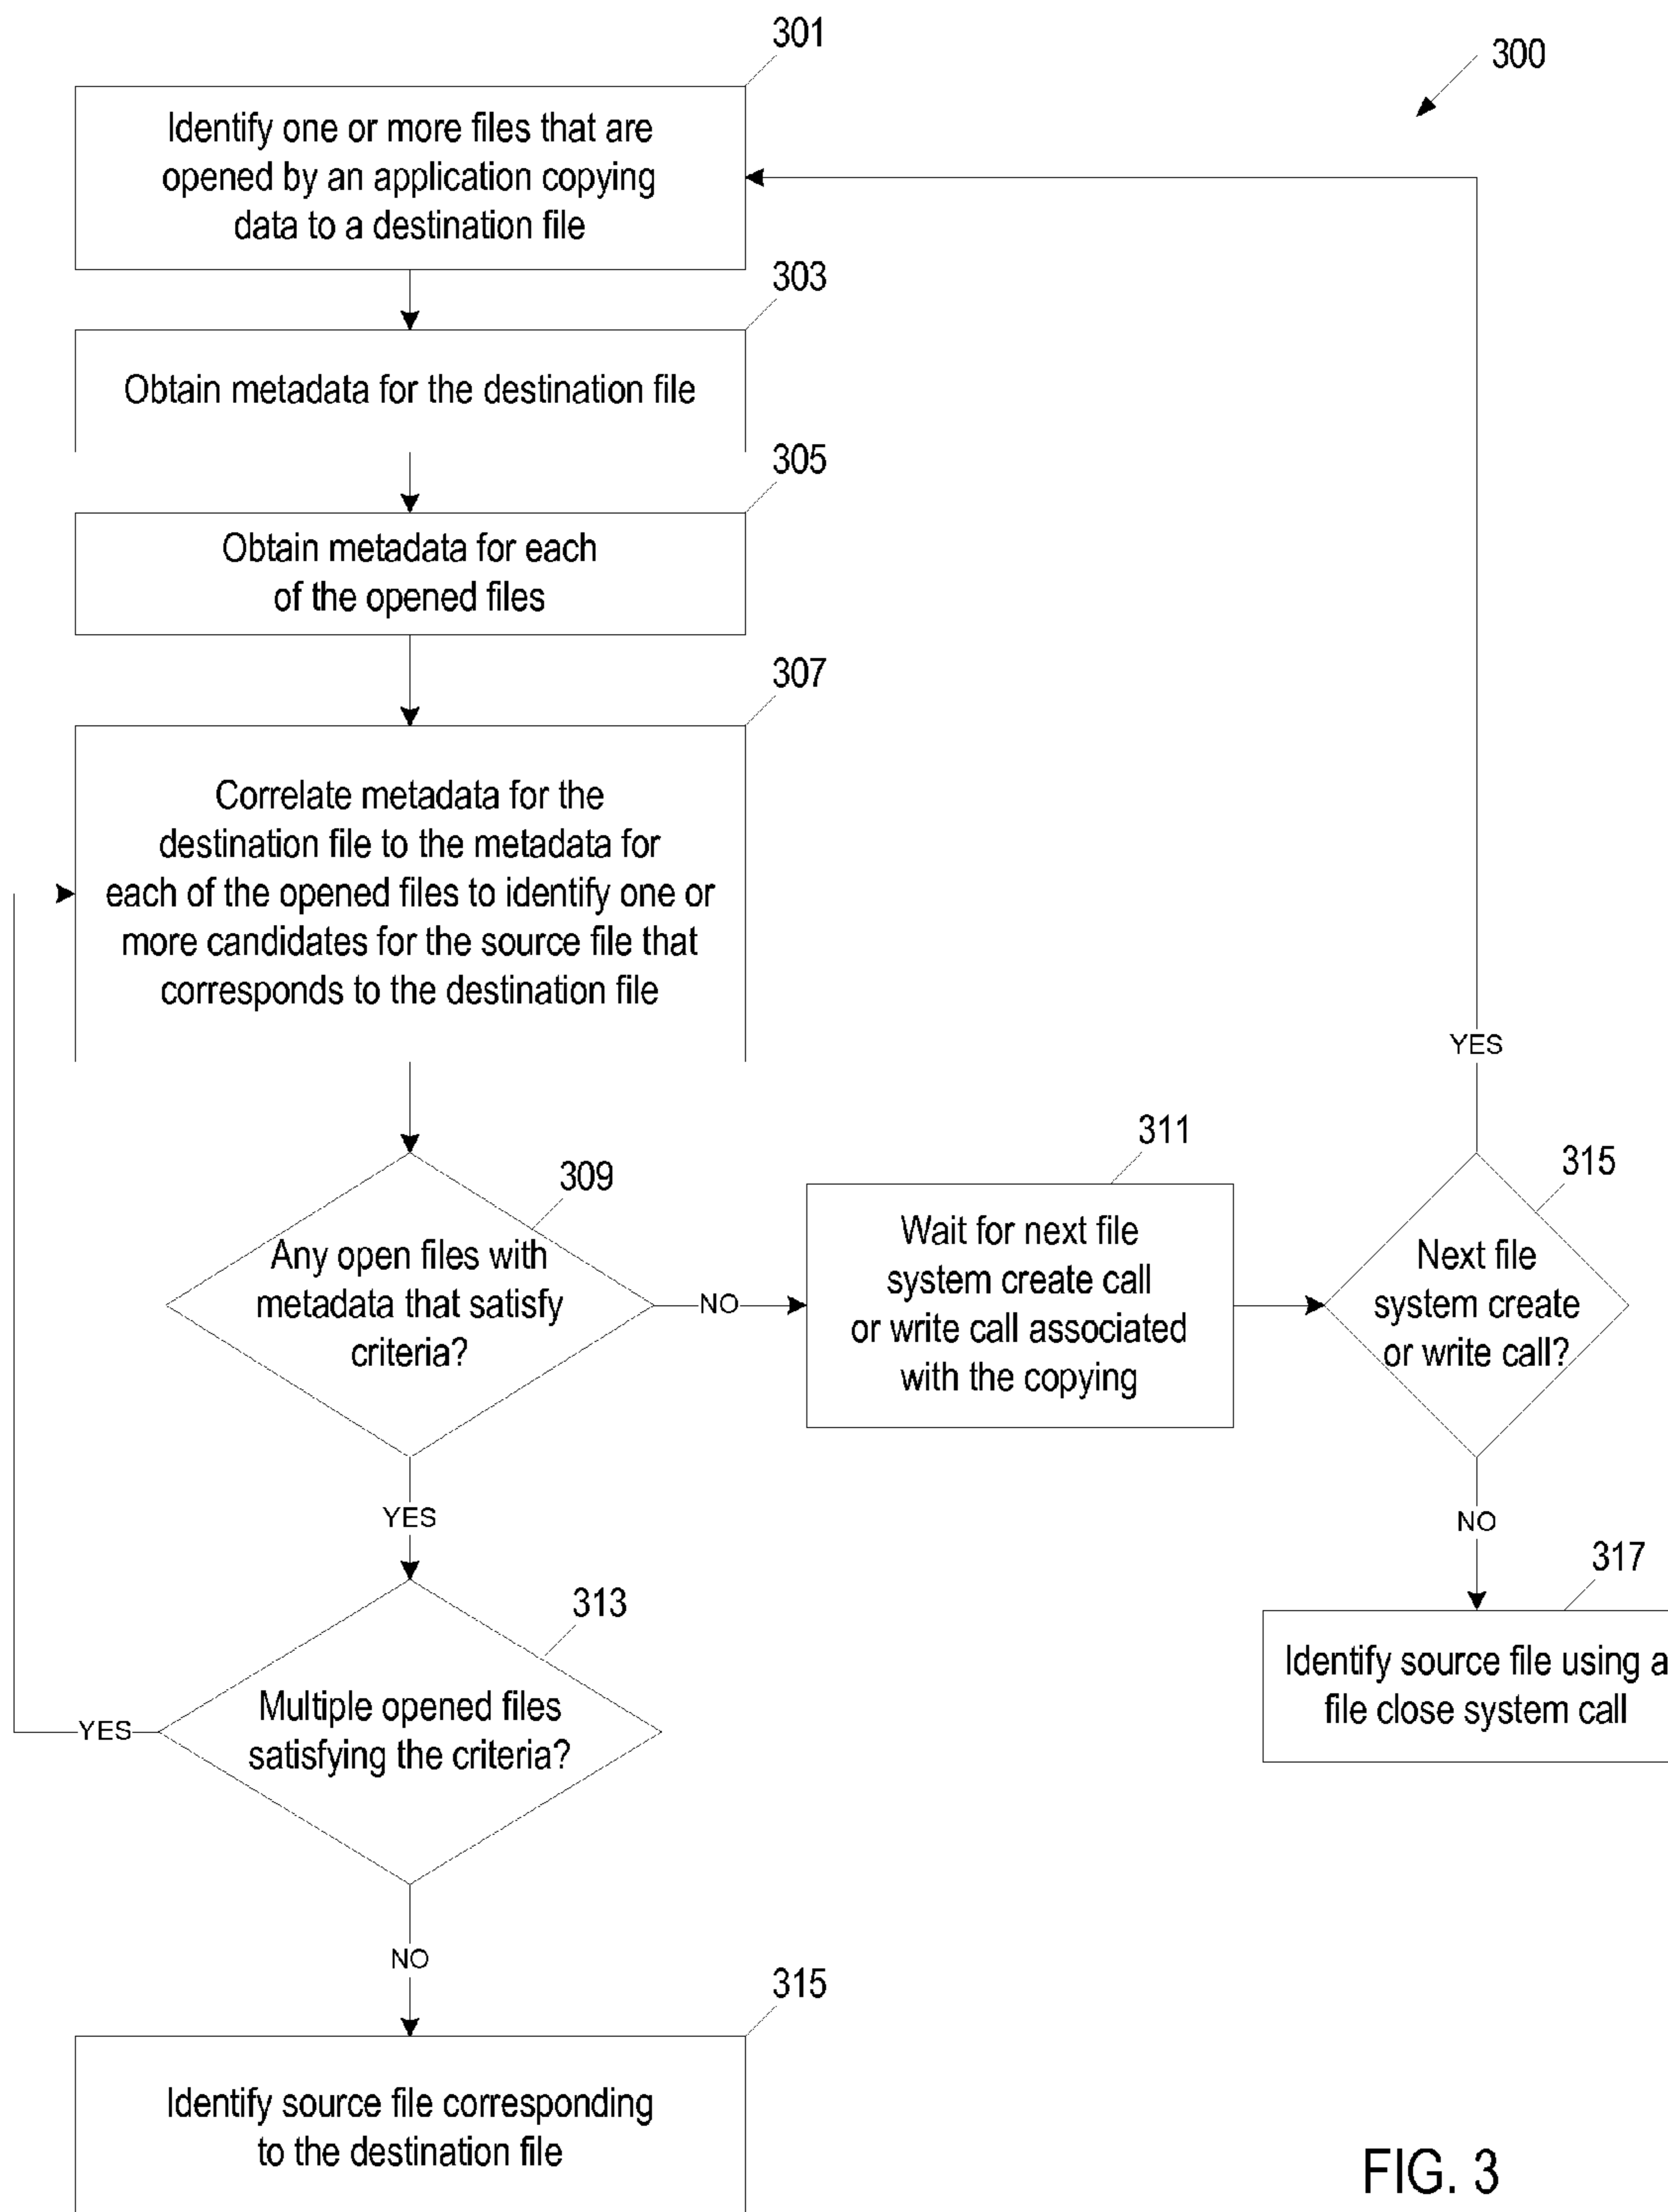 301
300
Identify one or more files that are
opened by an application copying
data to a destination file
303
Obtain metadata for the destination file
305
Obtain metadata for each
of the opened files
307
Correlate metadata for the
destination file to the metadata for
each of the opened files to identify one or
more candidates for the source file that
corresponds to the destination file
YES
309
Any open files with
metadata that satisfy
criteria?
NO
311
Wait for next file
system create call
or write call associated
with the copying
315
Next file
system create
or write call?
YES
NO
313
Multiple opened files
satisfying the criteria?
YES
317
Identify source file using a
file close system call
NO
315
Identify source file corresponding
to the destination file
FIG. 3